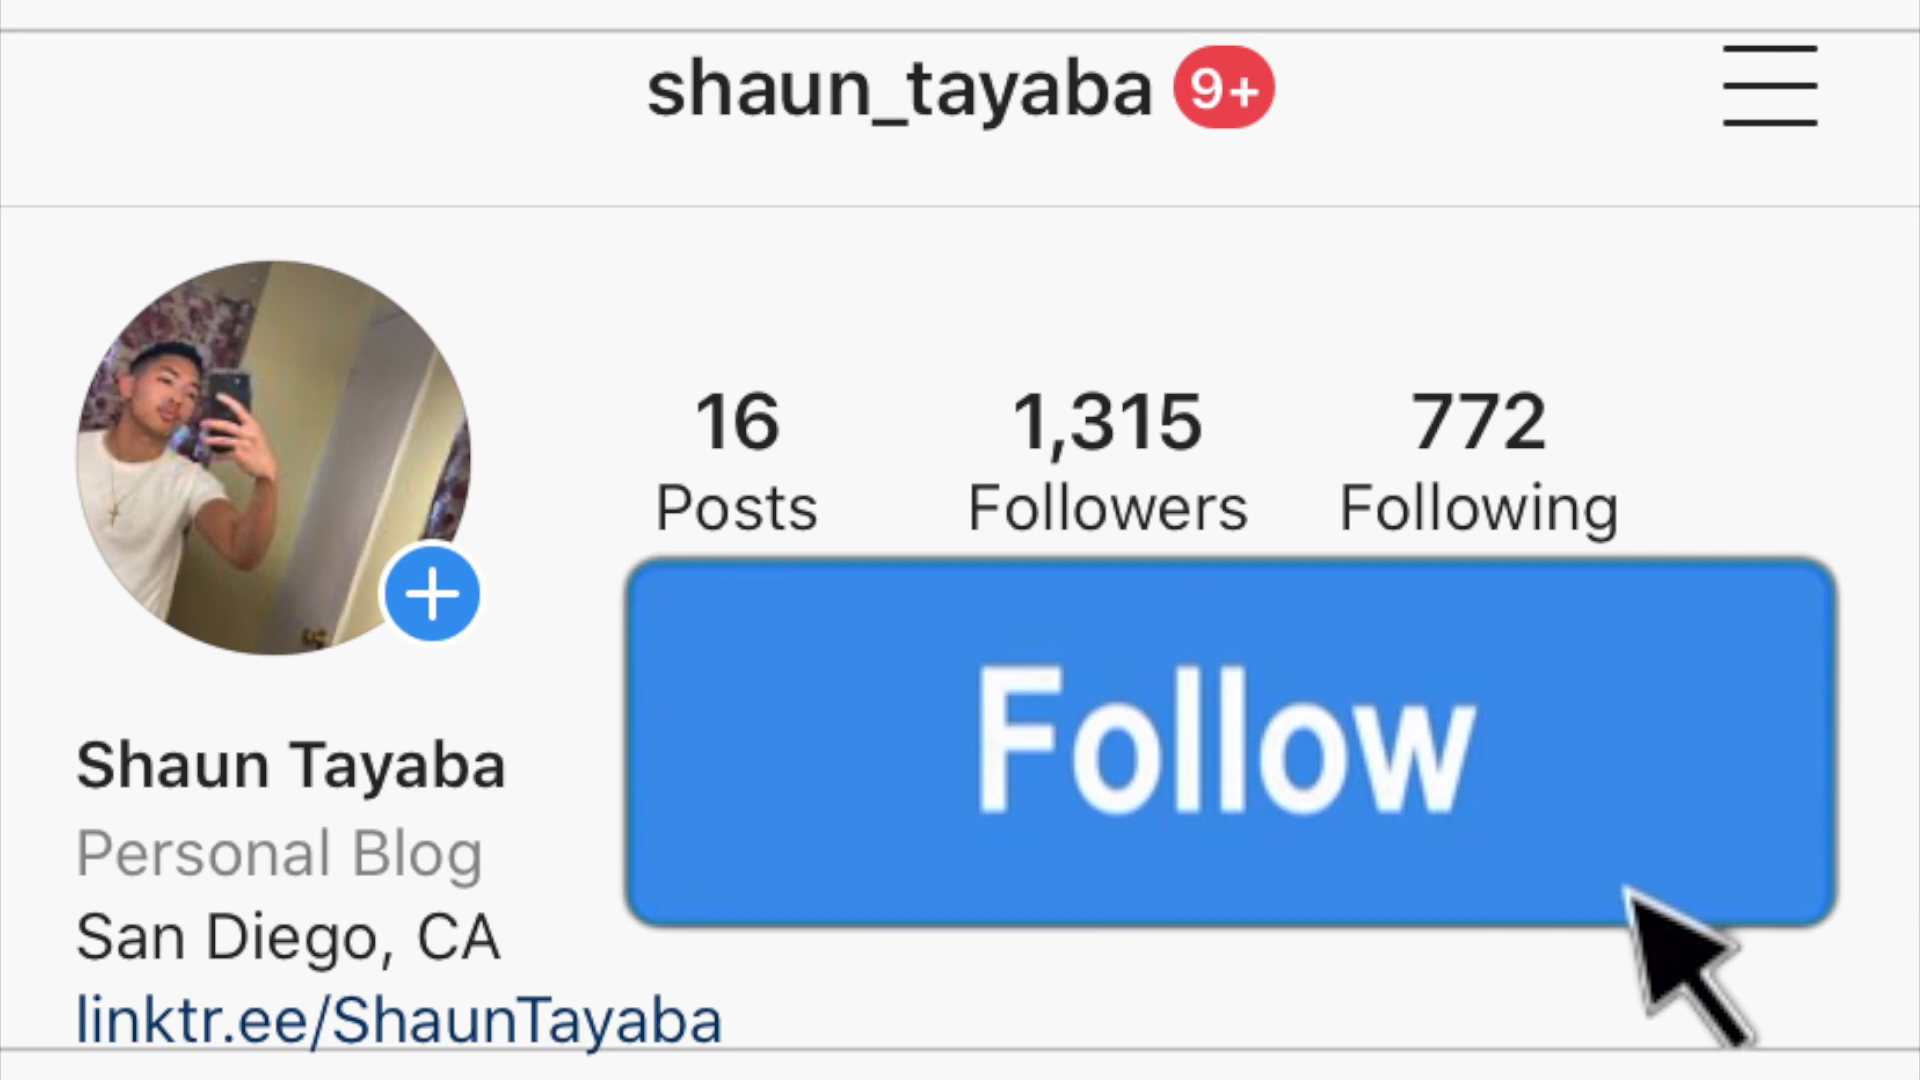 shaun_tayaba 9+
16 1,315 772
Posts Followers Following
Follow
Shaun Tayaba
Personal Blog
San Diego, CA
linktr.ee/ShaunTayaba